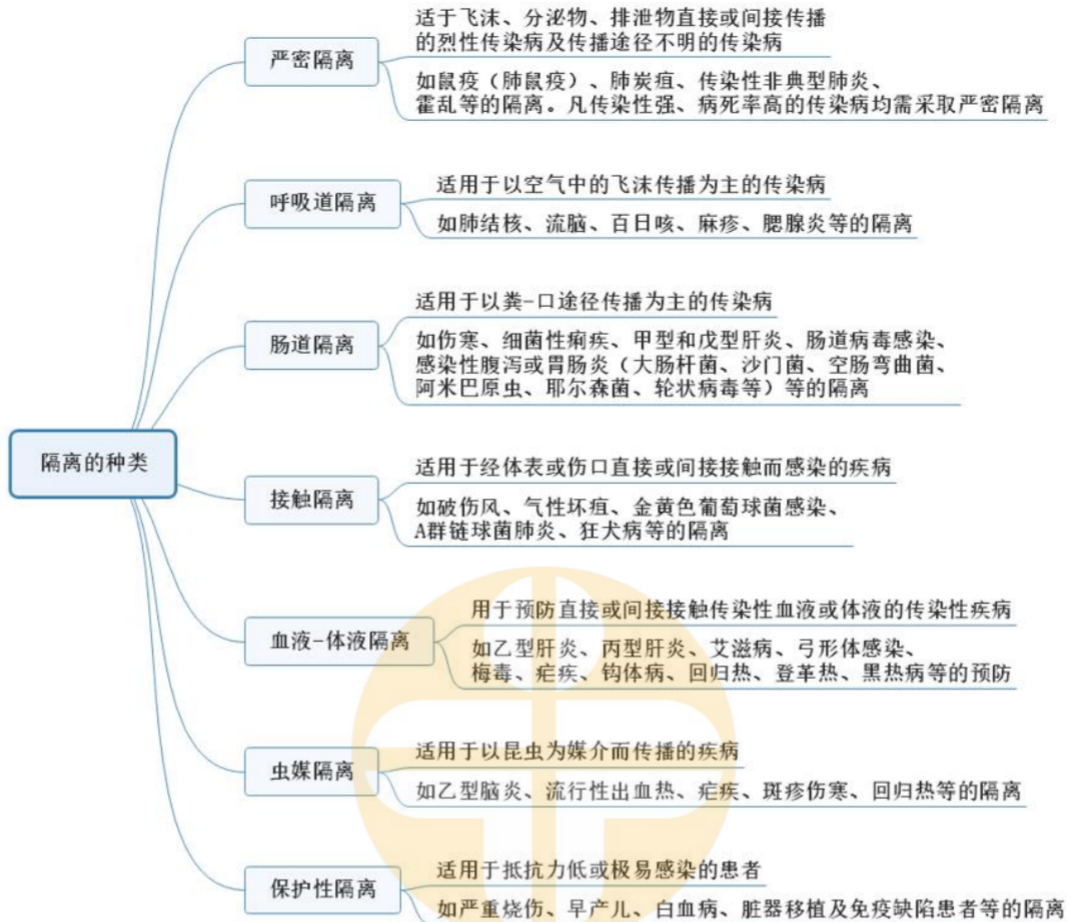 隔离的种类
严密隔离
适于飞沫、分泌物、排泄物直接或间接传播
的烈性传染病及传播途径不明的传染病
如鼠疫（肺鼠疫）、肺炭疽、传染性非典型肺炎、
霍乱等的隔离。凡传染性强、病死率高的传染病均需采取严密隔离
呼吸道隔离
适用于以空气中的飞沫传播为主的传染病
如肺结核、流脑、百日咳、麻疹、腮腺炎等的隔离
肠道隔离
适用于以粪-口途径传播为主的传染病
如伤寒、细菌性痢疾、甲型和戊型肝炎、肠道病毒感染、
感染性腹泻或胃肠炎（大肠杆菌、沙门菌、空肠弯曲菌、
阿米巴原虫、耶尔森菌、轮状病毒等）等的隔离
接触隔离
适用于经体表或伤口直接或间接接触而感染的疾病
如破伤风、气性坏疽、金黄色葡萄球菌感染、
A群链球菌肺炎、狂犬病等的隔离
血液-体液隔离
用于预防直接或间接接触传染性血液或体液的传染性疾病
如乙型肝炎、丙型肝炎、艾滋病、弓形体感染、
梅毒、疟疾、钩体病、回归热、登革热、黑热病等的预防
虫媒隔离
适用于以昆虫为媒介而传播的疾病
如乙型脑炎、流行性出血热、疟疾、斑疹伤寒、回归热等的隔离
保护性隔离
适用于抵抗力低或极易感染的患者
如严重烧伤、早产儿、白血病、脏器移植及免疫缺陷患者等的隔离